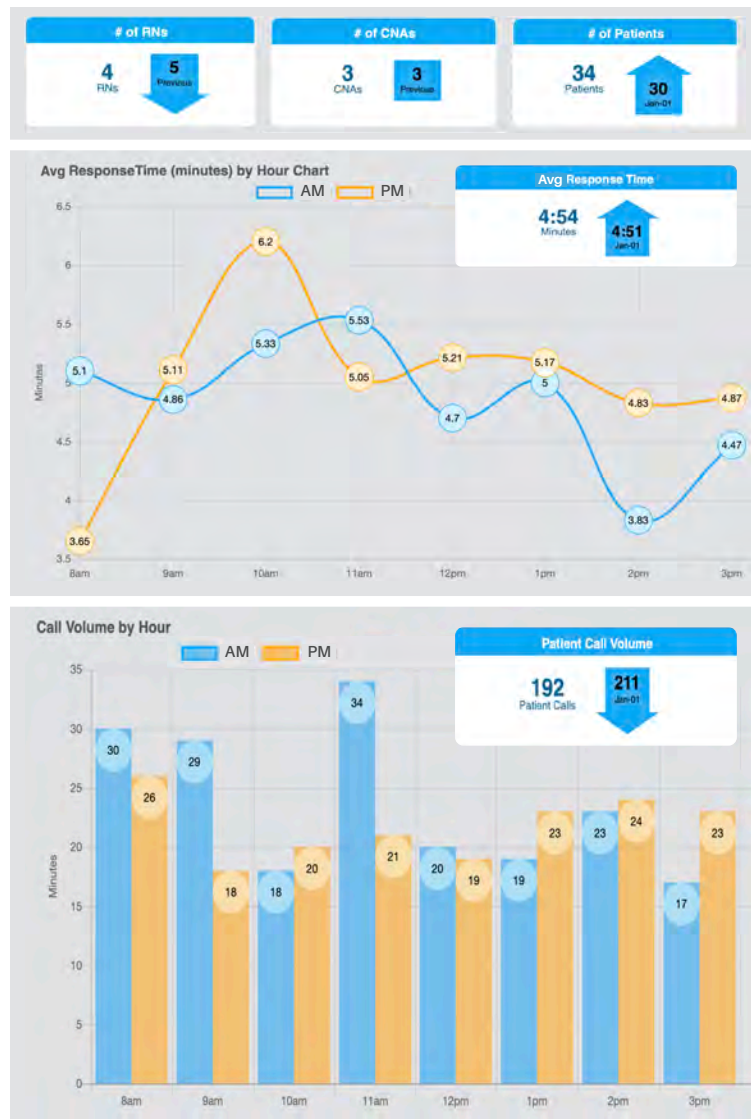 # of RNs
4
RNs
5
Previous
# of CNAs
3
CNAs
3
Previous
# of Patients
34
Patients
30
Jan-01
Avg ResponseTime (minutes) by Hour Chart
AM PM
Avg Response Time
4:54
Minutes
4:51
Jan-01
Minutes
6.5
6
5.5
5
4.5
4
3.5
5.1
4.86
5.33
5.53
4.7
5
3.83
4.47
3.65
5.11
6.2
5.05
5.21
5.17
4.83
4.87
8am 9am 10am 11am 12pm 1pm 2pm 3pm
Call Volume by Hour
AM PM
Patient Call Volume
192
Patient Calls
211
Jan-01
Minutes
35
30
25
20
15
10
5
0
30 26
29 18
18 20
34 21
20 19
19 23
23 24
17 23
8am 9am 10am 11am 12pm 1pm 2pm 3pm